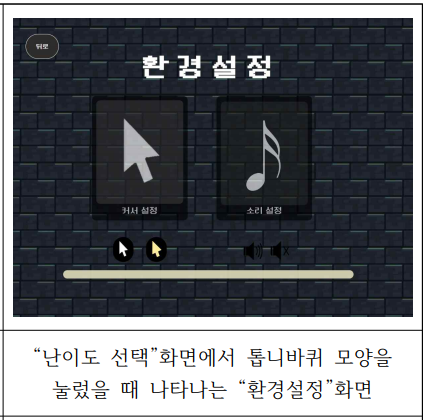 뒤로
환경설정
커서 설정
소리 설정
“난이도 선택”화면에서 톱니바퀴 모양을
눌렀을 때 나타나는 “환경설정”화면